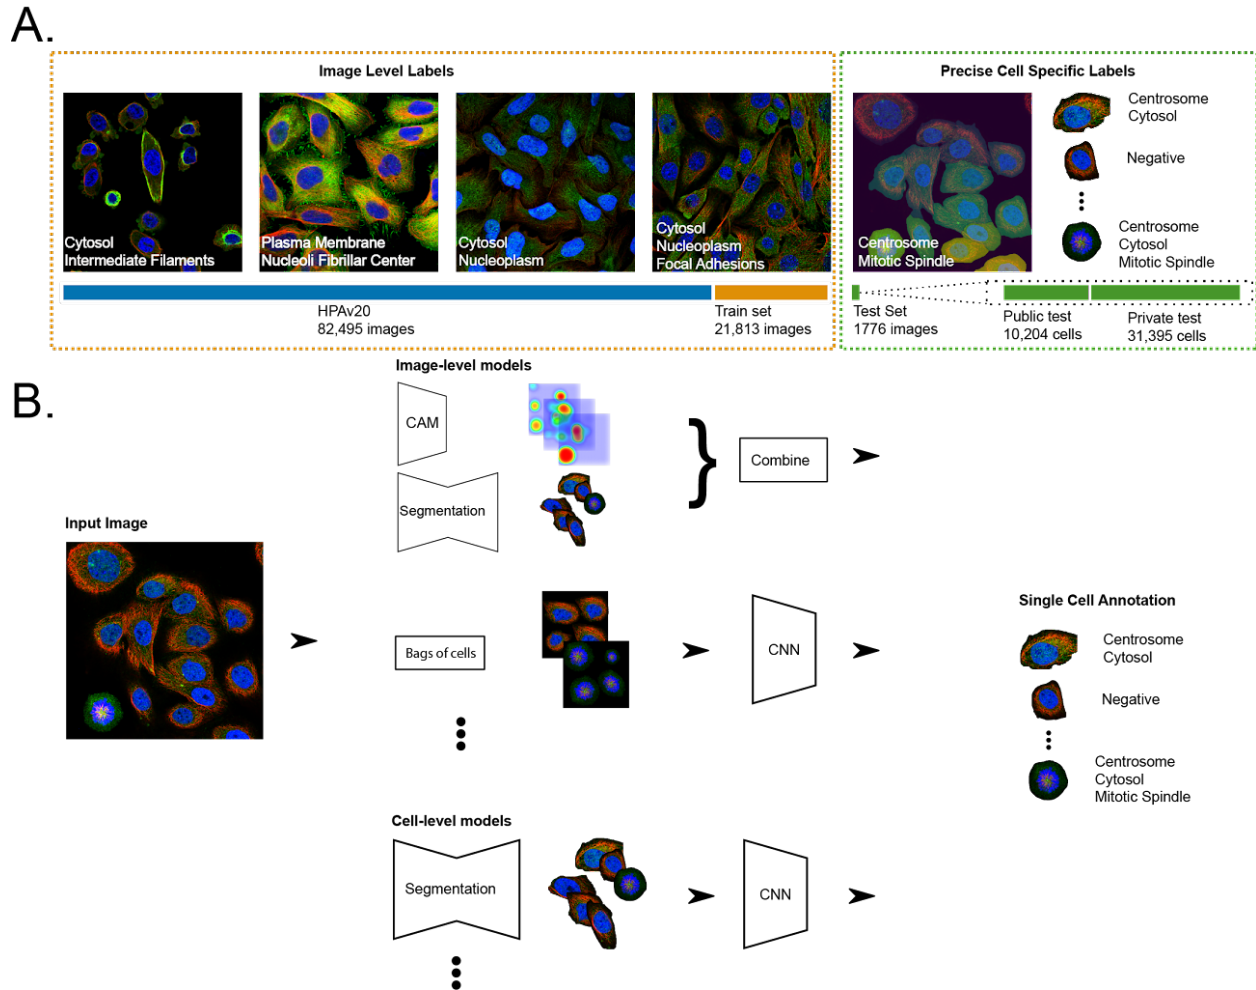 A.
Image Level Labels
Cytosol
Intermediate Filaments
Plasma Membrane
Nucleoli Fibrillar Center
Cytosol
Nucleoplasm
Cytosol
Nucleoplasm
Focal Adhesions
HPAv20
82,495 images
Train set
21,813 images
Precise Cell Specific Labels
Centrosome
Mitotic Spindle
Centrosome
Cytosol
Negative
Centrosome
Cytosol
Mitotic Spindle
Test Set
1776 images
Public test
10,204 cells
Private test
31,395 cells
B.
Image-level models
CAM
Segmentation
}
Combine
Input Image
Bags of cells
CNN
Single Cell Annotation
Centrosome
Cytosol
Negative
Centrosome
Cytosol
Mitotic Spindle
Cell-level models
Segmentation
CNN